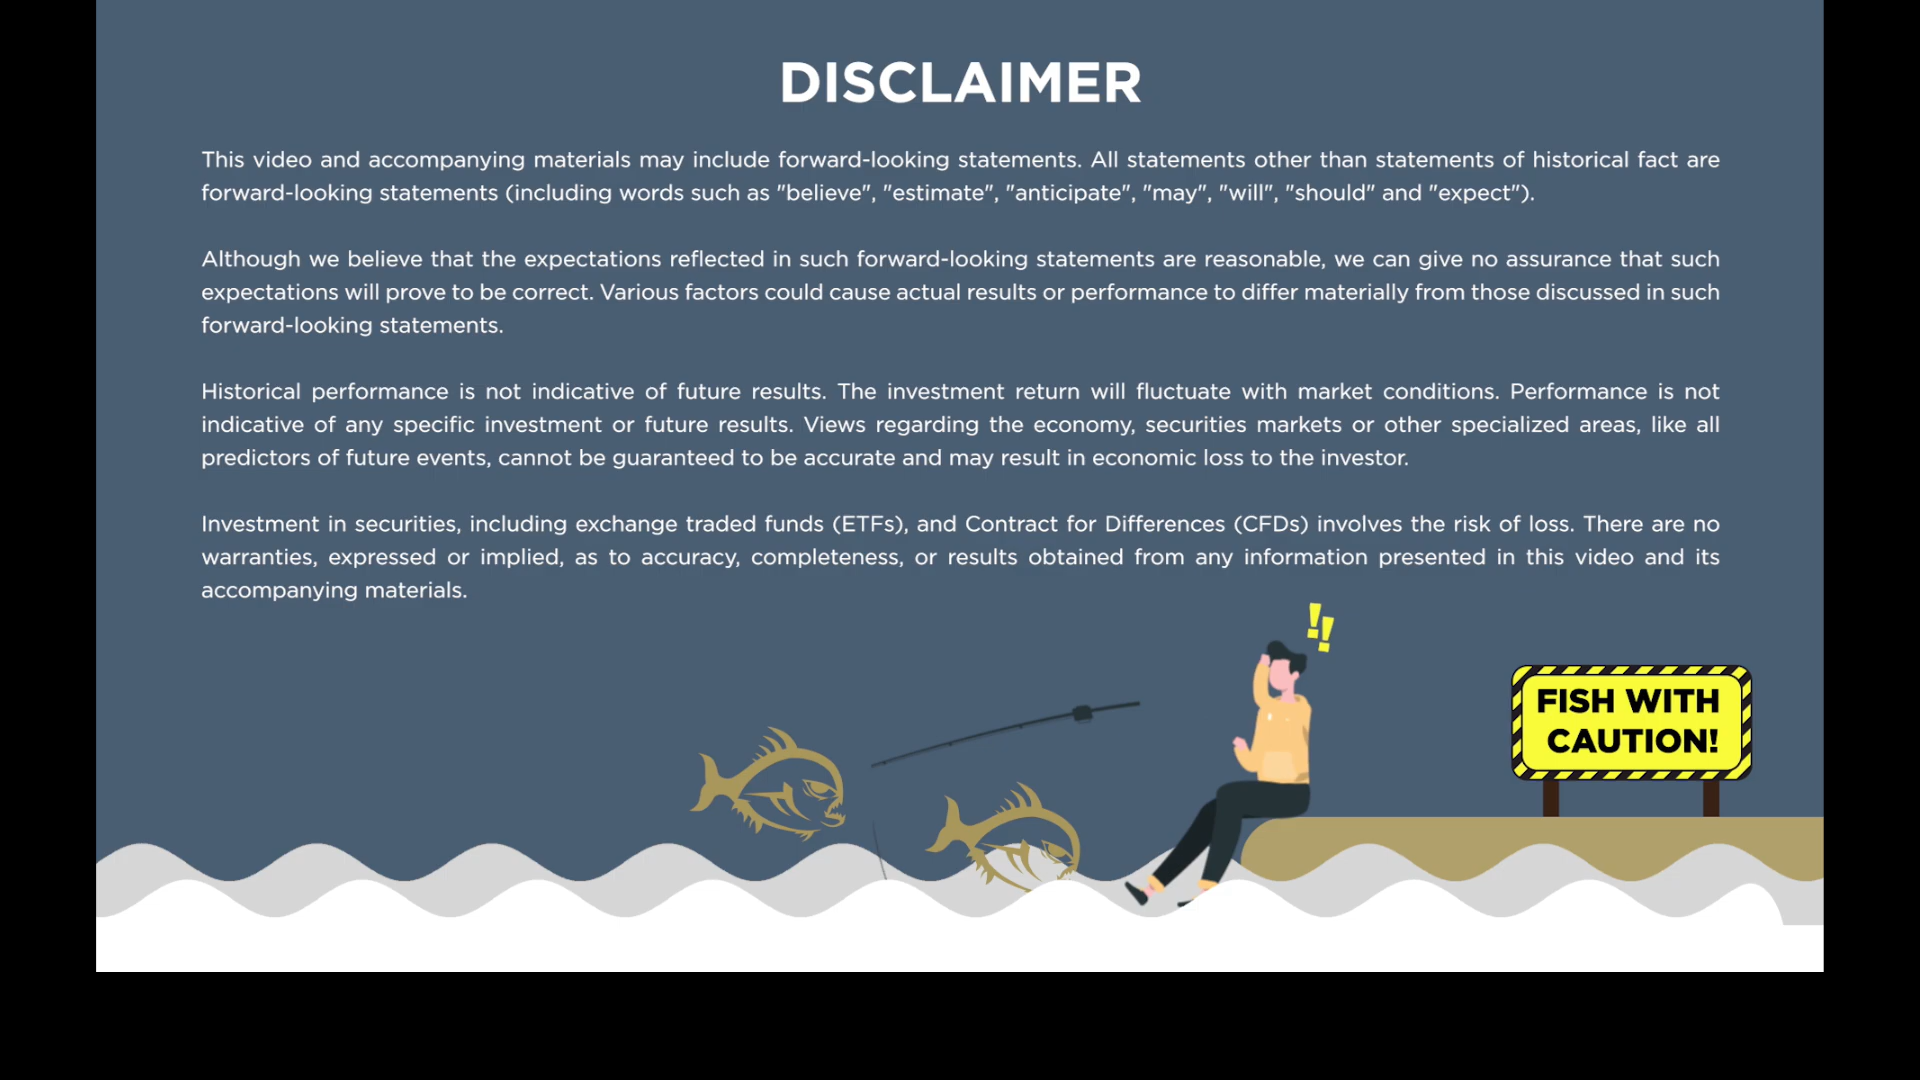 DISCLAIMER
This video and accompanying materials may include forward-looking statements. All statements other than statements of historical fact are
forward-looking statements (including words such as "believe", "estimate", "anticipate", "may", "will", "should" and "expect").
Although we believe that the expectations reflected in such forward-looking statements are reasonable, we can give no assurance that such
expectations will prove to be correct. Various factors could cause actual results or performance to differ materially from those discussed in such
forward-looking statements.
Historical performance is not indicative of future results. The investment return will fluctuate with market conditions. Performance is not
indicative of any specific investment or future results. Views regarding the economy, securities markets or other specialized areas, like all
predictors of future events, cannot be guaranteed to be accurate and may result in economic loss to the investor.
Investment in securities, including exchange traded funds (ETFs), and Contract for Differences (CFDs) involves the risk of loss. There are no
warranties, expressed or implied, as to accuracy, completeness, or results obtained from any information presented in this video and its
accompanying materials.
!!
FISH WITH
CAUTION!